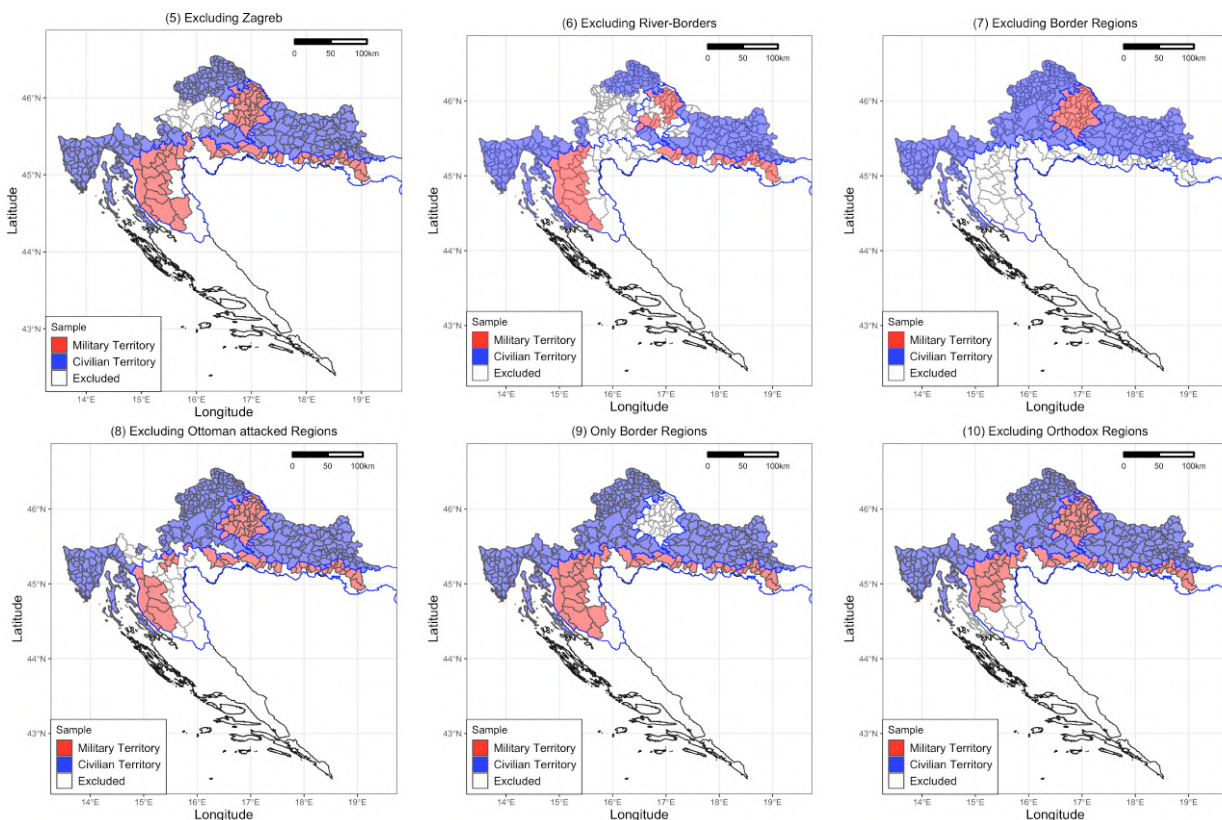 (5) Excluding Zagreb
0 50 100km
46°N
45°N
44°N
43°N
Latitude
Sample
Military Territory
Civilian Territory
Excluded
14°E 15°E 16°E 17°E 18°E 19°E
Longitude
(6) Excluding River-Borders
0 50 100km
46°N
45°N
44°N
43°N
Latitude
Sample
Military Territory
Civilian Territory
Excluded
14°E 15°E 16°E 17°E 18°E 19°E
Longitude
(7) Excluding Border Regions
0 50 100km
46°N
45°N
44°N
43°N
Latitude
Sample
Military Territory
Civilian Territory
Excluded
14°E 15°E 16°E 17°E 18°E 19°E
Longitude
(8) Excluding Ottoman attacked Regions
0 50 100km
46°N
45°N
44°N
43°N
Latitude
Sample
Military Territory
Civilian Territory
Excluded
14°E 15°E 16°E 17°E 18°E 19°E
Longitude
(9) Only Border Regions
0 50 100km
46°N
45°N
44°N
43°N
Latitude
Sample
Military Territory
Civilian Territory
Excluded
14°E 15°E 16°E 17°E 18°E 19°E
Longitude
(10) Excluding Orthodox Regions
0 50 100km
46°N
45°N
44°N
43°N
Latitude
Sample
Military Territory
Civilian Territory
Excluded
14°E 15°E 16°E 17°E 18°E 19°E
Longitude